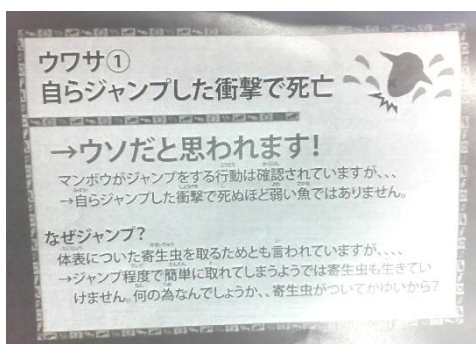 ウワサ①
自らジャンプした衝撃で死亡
→ウソだと思われます!
マンボウがジャンプをする行動は確認されていますが、、、
→自らジャンプした衝撃で死ぬほど弱い魚ではありません。
なぜジャンプ?
体表についた寄生虫を取るためとも言われていますが、、、、
→ジャンプ程度で簡単に取れてしまうようでは寄生虫も生きてい
けません。何の為なんでしょうか、、寄生虫がついてかゆいから?